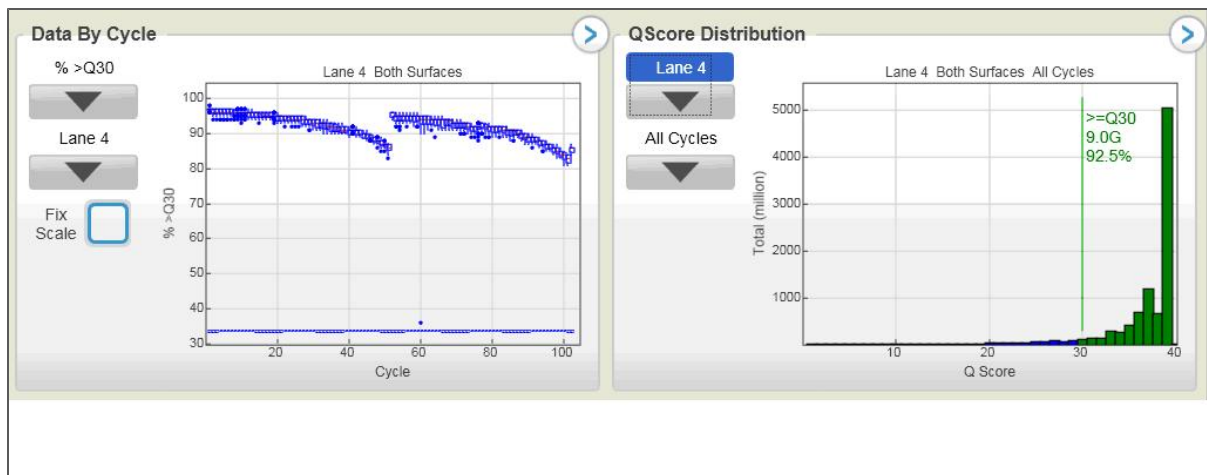 Data By Cycle
% >Q30
Lane 4
Fix
Scale
Lane 4 Both Surfaces
100
90
80
70
60
50
40
30
% >Q30
20
40
60
80
100
Cycle
QScore Distribution
Lane 4
All Cycles
Lane 4 Both Surfaces All Cycles
5000
4000
3000
2000
1000
Total (million)
>=Q30
9.0G
92.5%
10
20
30
40
Q Score